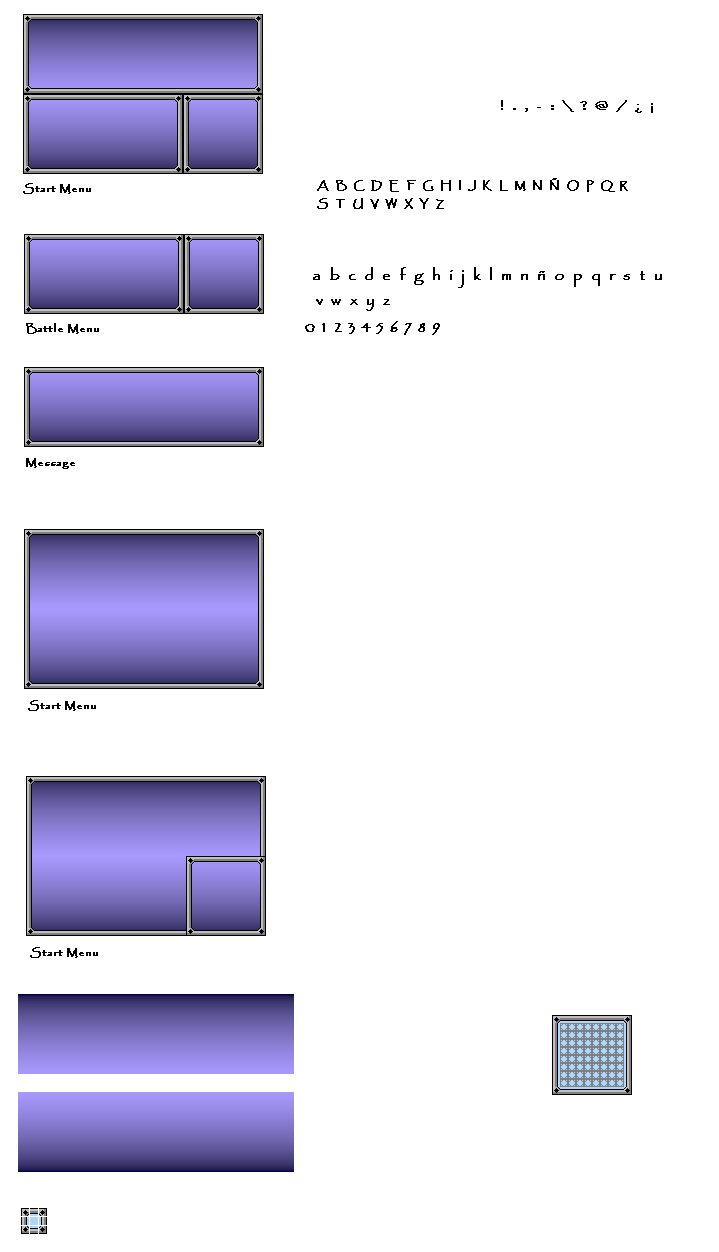 ! . , - : \ ? @ / ¿ ¡
Start Menu
A B C D E F G H I J K L M N Ñ O P Q R
S T U V W X Y Z
a b c d e f g h i j k l m n ñ o p q r s t u
v w x y z
Battle Menu
0 1 2 3 4 5 6 7 8 9
Message
Start Menu
Start Menu